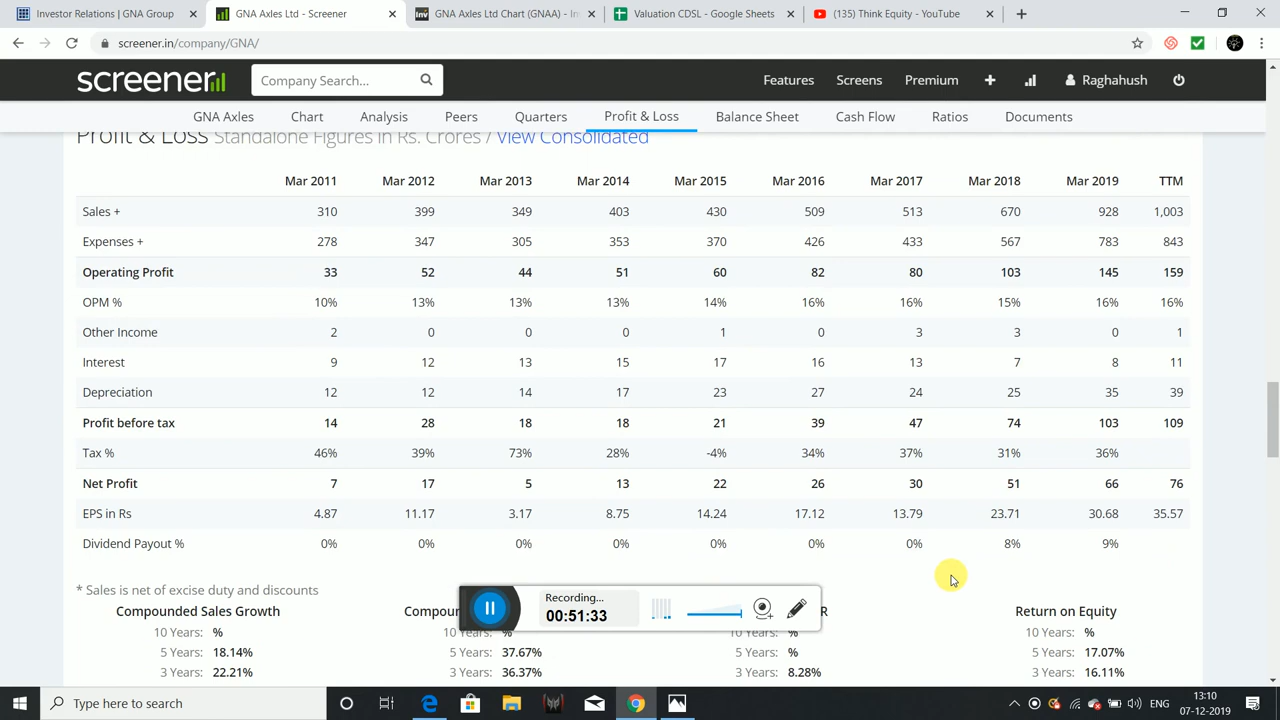 Investor Relations | GNA Group
GNA Axles Ltd - Screener
GNA Axles Ltd Chart (GNAA) - In
Valuation CDSL - Google Sheets
(135) Think Equity - YouTube
screener.in/company/GNA/
screener
Company Search...
Features Screens Premium Raghahush
GNA Axles Chart Analysis Peers Quarters Profit & Loss Balance Sheet Cash Flow Ratios Documents
Profit & Loss Standalone Figures in Rs. Crores / View Consolidated
Mar 2011 Mar 2012 Mar 2013 Mar 2014 Mar 2015 Mar 2016 Mar 2017 Mar 2018 Mar 2019 TTM
Sales + 310 399 349 403 430 509 513 670 928 1,003
Expenses + 278 347 305 353 370 426 433 567 783 843
Operating Profit 33 52 44 51 60 82 80 103 145 159
OPM % 10% 13% 13% 13% 14% 16% 16% 15% 16% 16%
Other Income 2 0 0 0 1 0 3 3 0 1
Interest 9 12 13 15 17 16 13 7 8 11
Depreciation 12 12 14 17 23 27 24 25 35 39
Profit before tax 14 28 18 18 21 39 47 74 103 109
Tax % 46% 39% 73% 28% -4% 34% 37% 31% 36%
Net Profit 7 17 5 13 22 26 30 51 66 76
EPS in Rs 4.87 11.17 3.17 8.75 14.24 17.12 13.79 23.71 30.68 35.57
Dividend Payout % 0% 0% 0% 0% 0% 0% 0% 8% 9%
* Sales is net of excise duty and discounts
Compounded Sales Growth Compou R Return on Equity
10 Years: % 10 Years: % 10 Years: % 10 Years: %
5 Years: 18.14% 5 Years: 37.67% 5 Years: % 5 Years: 17.07%
3 Years: 22.21% 3 Years: 36.37% 3 Years: 8.28% 3 Years: 16.11%
Recording...
00:51:33
Type here to search
ENG
13:10
07-12-2019